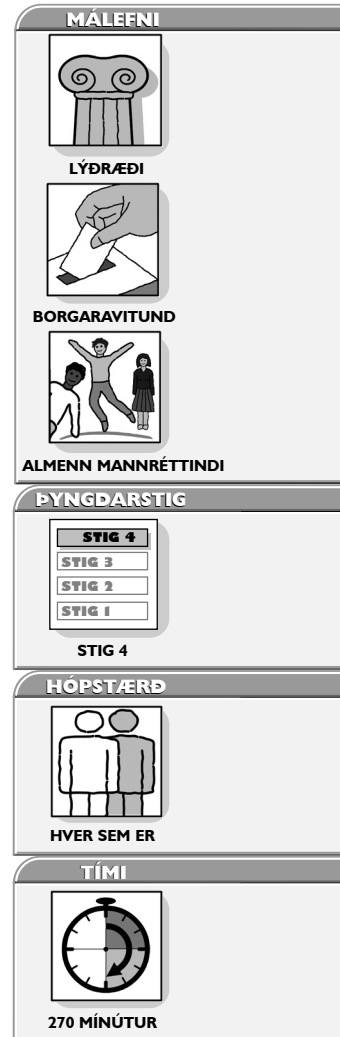 MÁLEFNI
LÝÐRÆÐI
BORGARAVITUND
ALMENN MANNRÉTTINDI
ÞYNGDARSTIG
STIG 4
STIG 3
STIG 2
STIG 1
STIG 4
HÓPSTÆRÐ
HVER SEM ER
TÍMI
270 MÍNÚTUR